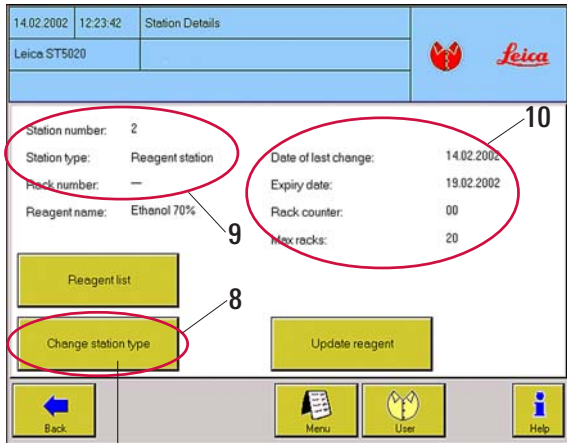 14.02.2002 12:23:42 Station Details
Leica ST5020
Leica
Station number: 2
Station type: Reagent station
Rack number: —
Reagent name: Ethanol 70%
10
Date of last change: 14.02.2002
Expiry date: 19.02.2002
Rack counter: 00
Max racks: 20
9
Reagent list
8
Change station type
Update reagent
Back
Menu
User
Help